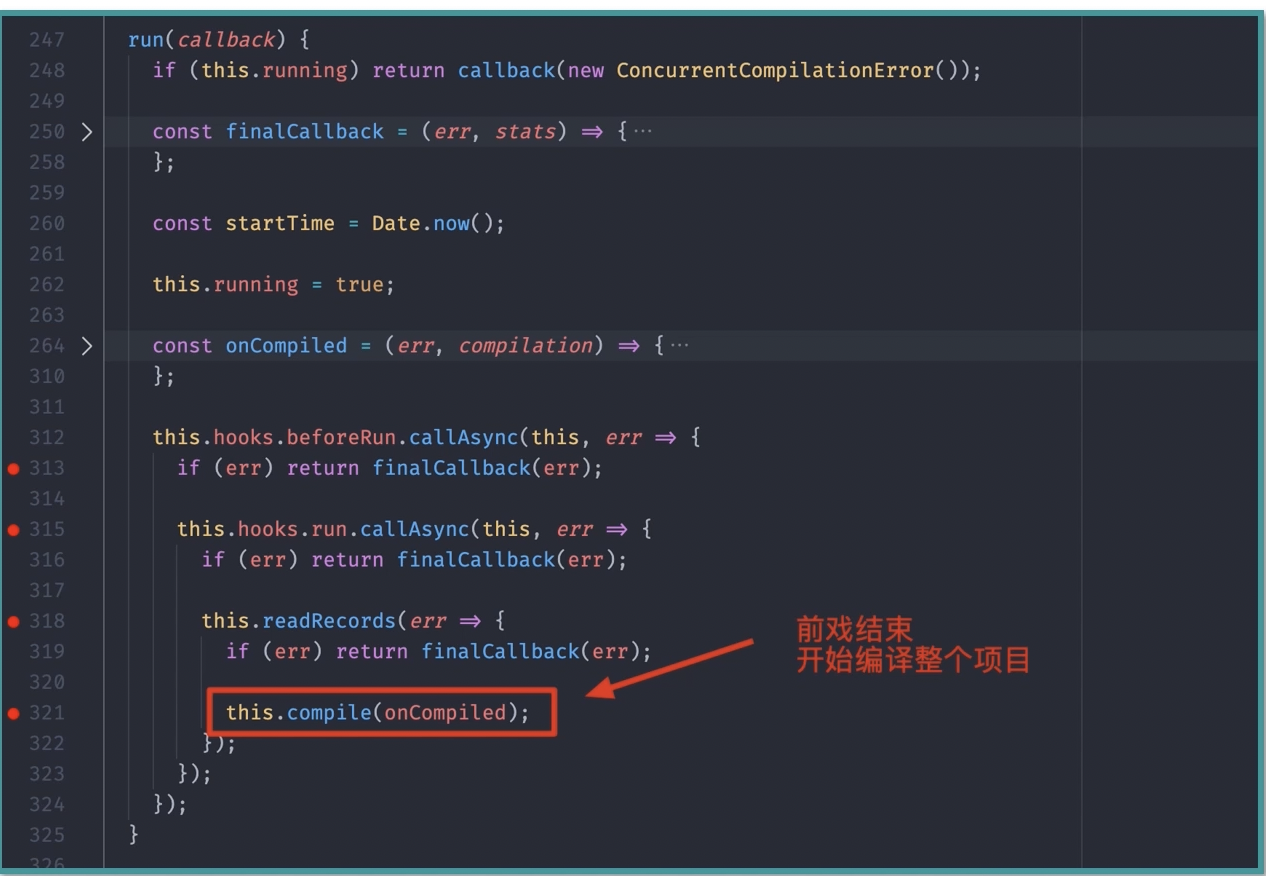 247 run(callback) {
248 if (this.running) return callback(new ConcurrentCompilationError());
249
250 const finalCallback = (err, stats) => {···
258 };
259
260 const startTime = Date.now();
261
262 this.running = true;
263
264 const onCompiled = (err, compilation) => {···
310 };
311
312 this.hooks.beforeRun.callAsync(this, err => {
313 if (err) return finalCallback(err);
314
315 this.hooks.run.callAsync(this, err => {
316 if (err) return finalCallback(err);
317
318 this.readRecords(err => {
前戏结束
319 if (err) return finalCallback(err);
开始编译整个项目
320
321 this.compile(onCompiled);
322 });
323 });
324 });
325 }
326